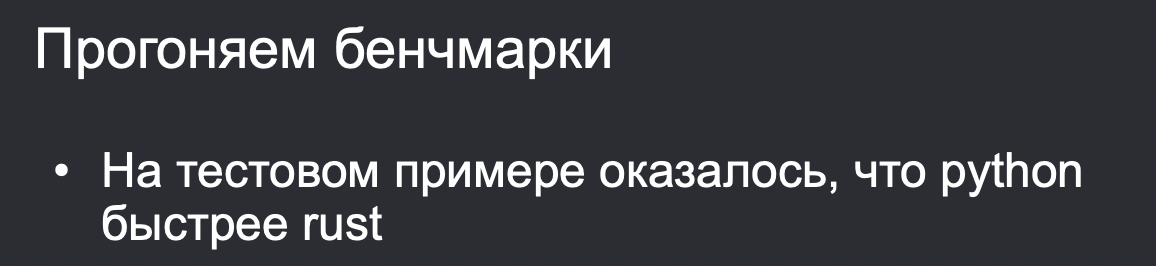 Прогоняем бенчмарки
• На тестовом примере оказалось, что python
быстрее rust